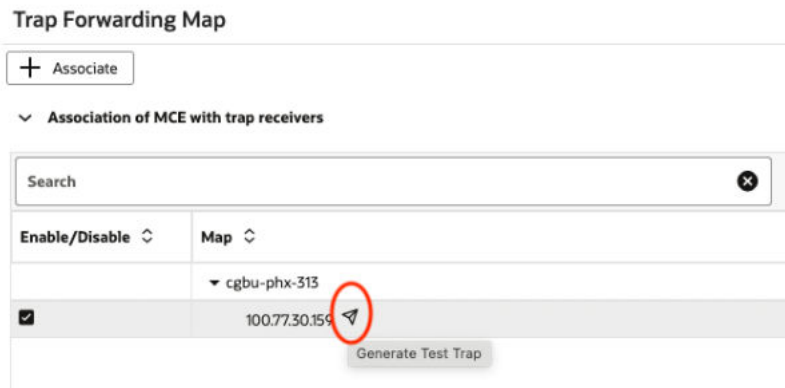 Trap Forwarding Map
Associate
Association of MCE with trap receivers
Search
Enable/Disable Map
cgbu-phx-313
100.77.30.159
Generate Test Trap